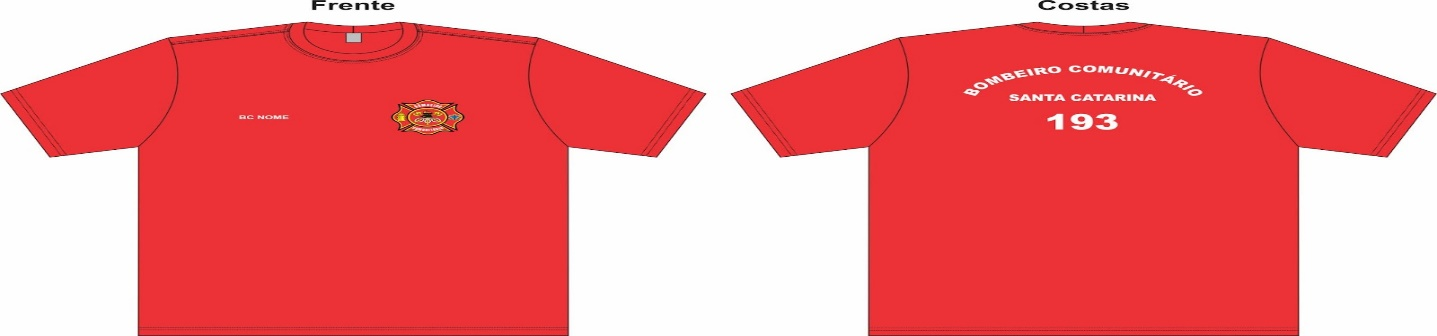 Frente
Costas
BC NOME
BOMBEIRO COMUNITÁRIO
SANTA CATARINA
193